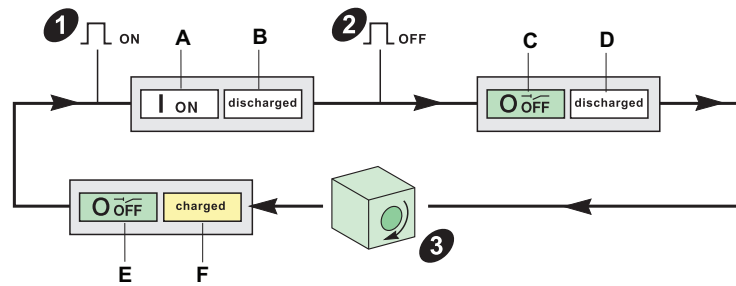 1 ON
A
B
2 OFF
C
D
I ON
discharged
O OFF
discharged
O OFF
charged
3
E
F